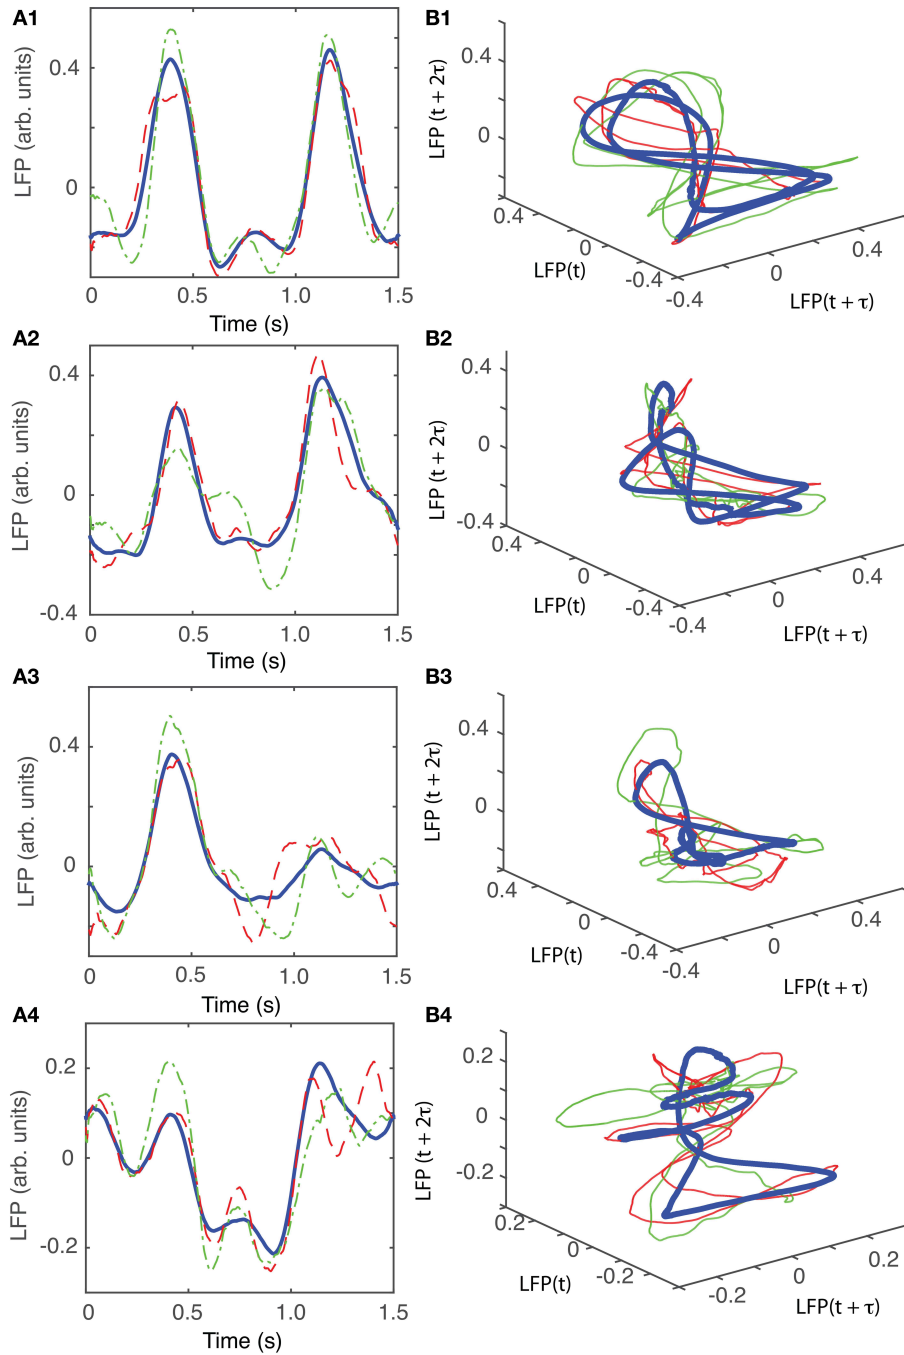 A1
LFP (arb. units)
0.4
0
0
0.5
1.0
1.5
Time (s)
B1
LFP (t + 2τ)
0.4
0
0.4
0
-0.4
LFP(t)
-0.4
0
0.4
LFP(t + τ)
A2
LFP (arb. units)
0.4
0
-0.4
0
0.5
1.0
1.5
Time (s)
B2
LFP (t + 2τ)
0.4
0
-0.4
0.4
0
-0.4
LFP(t)
-0.4
0
0.4
LFP(t + τ)
A3
LFP (arb. units)
0.4
0
0
0.5
1.0
1.5
Time (s)
B3
LFP (t + 2τ)
0.4
0
0.4
0
-0.4
LFP(t)
-0.4
0
0.4
LFP(t + τ)
A4
LFP (arb. units)
0.2
0
-0.2
0
0.5
1.0
1.5
Time (s)
B4
LFP (t + 2τ)
0.2
0
-0.2
0.2
0
-0.2
LFP(t)
-0.2
0
0.2
LFP(t + τ)